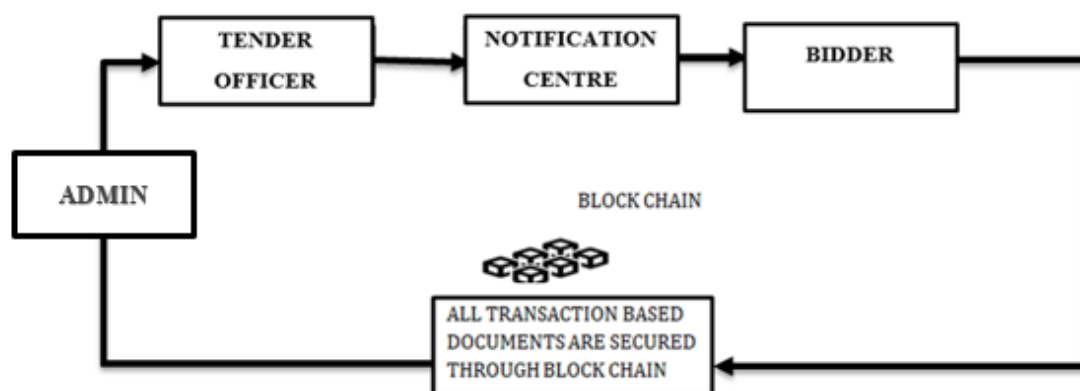 TENDER
OFFICER
NOTIFICATION
CENTRE
BIDDER
ADMIN
BLOCK CHAIN
ALL TRANSACTION BASED
DOCUMENTS ARE SECURED
THROUGH BLOCK CHAIN